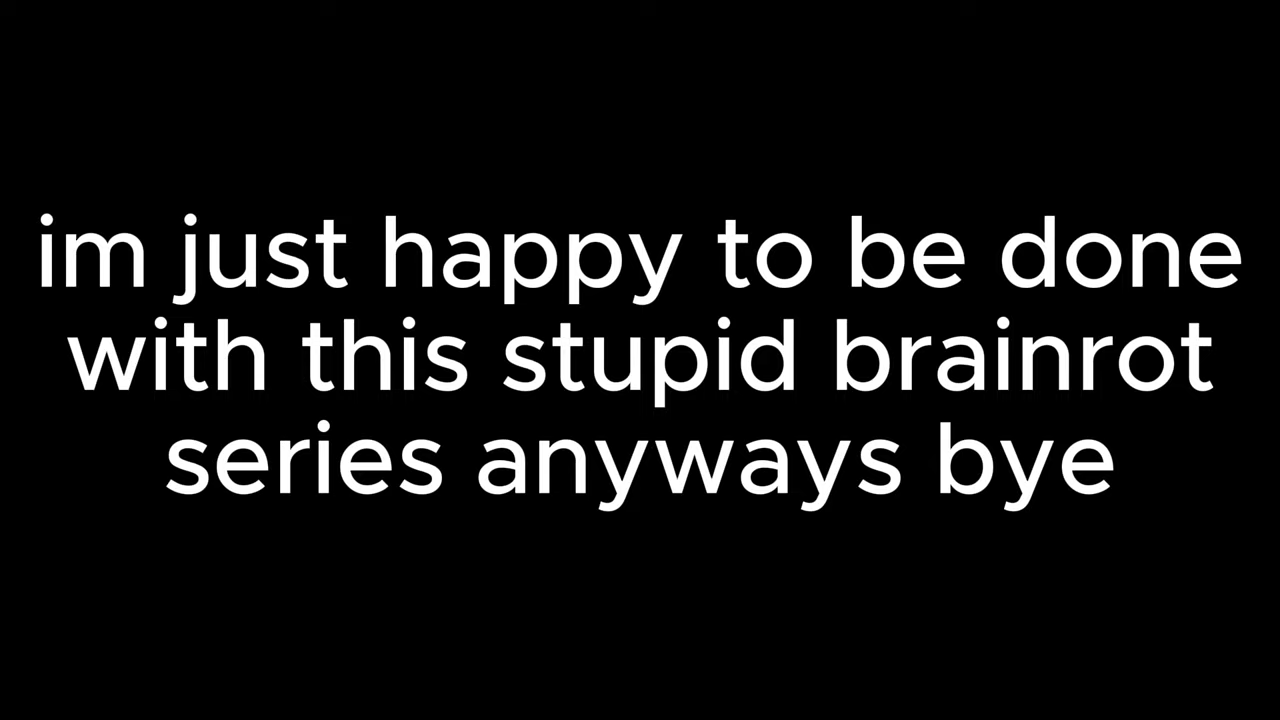 im just happy to be done
with this stupid brainrot
series anyways bye